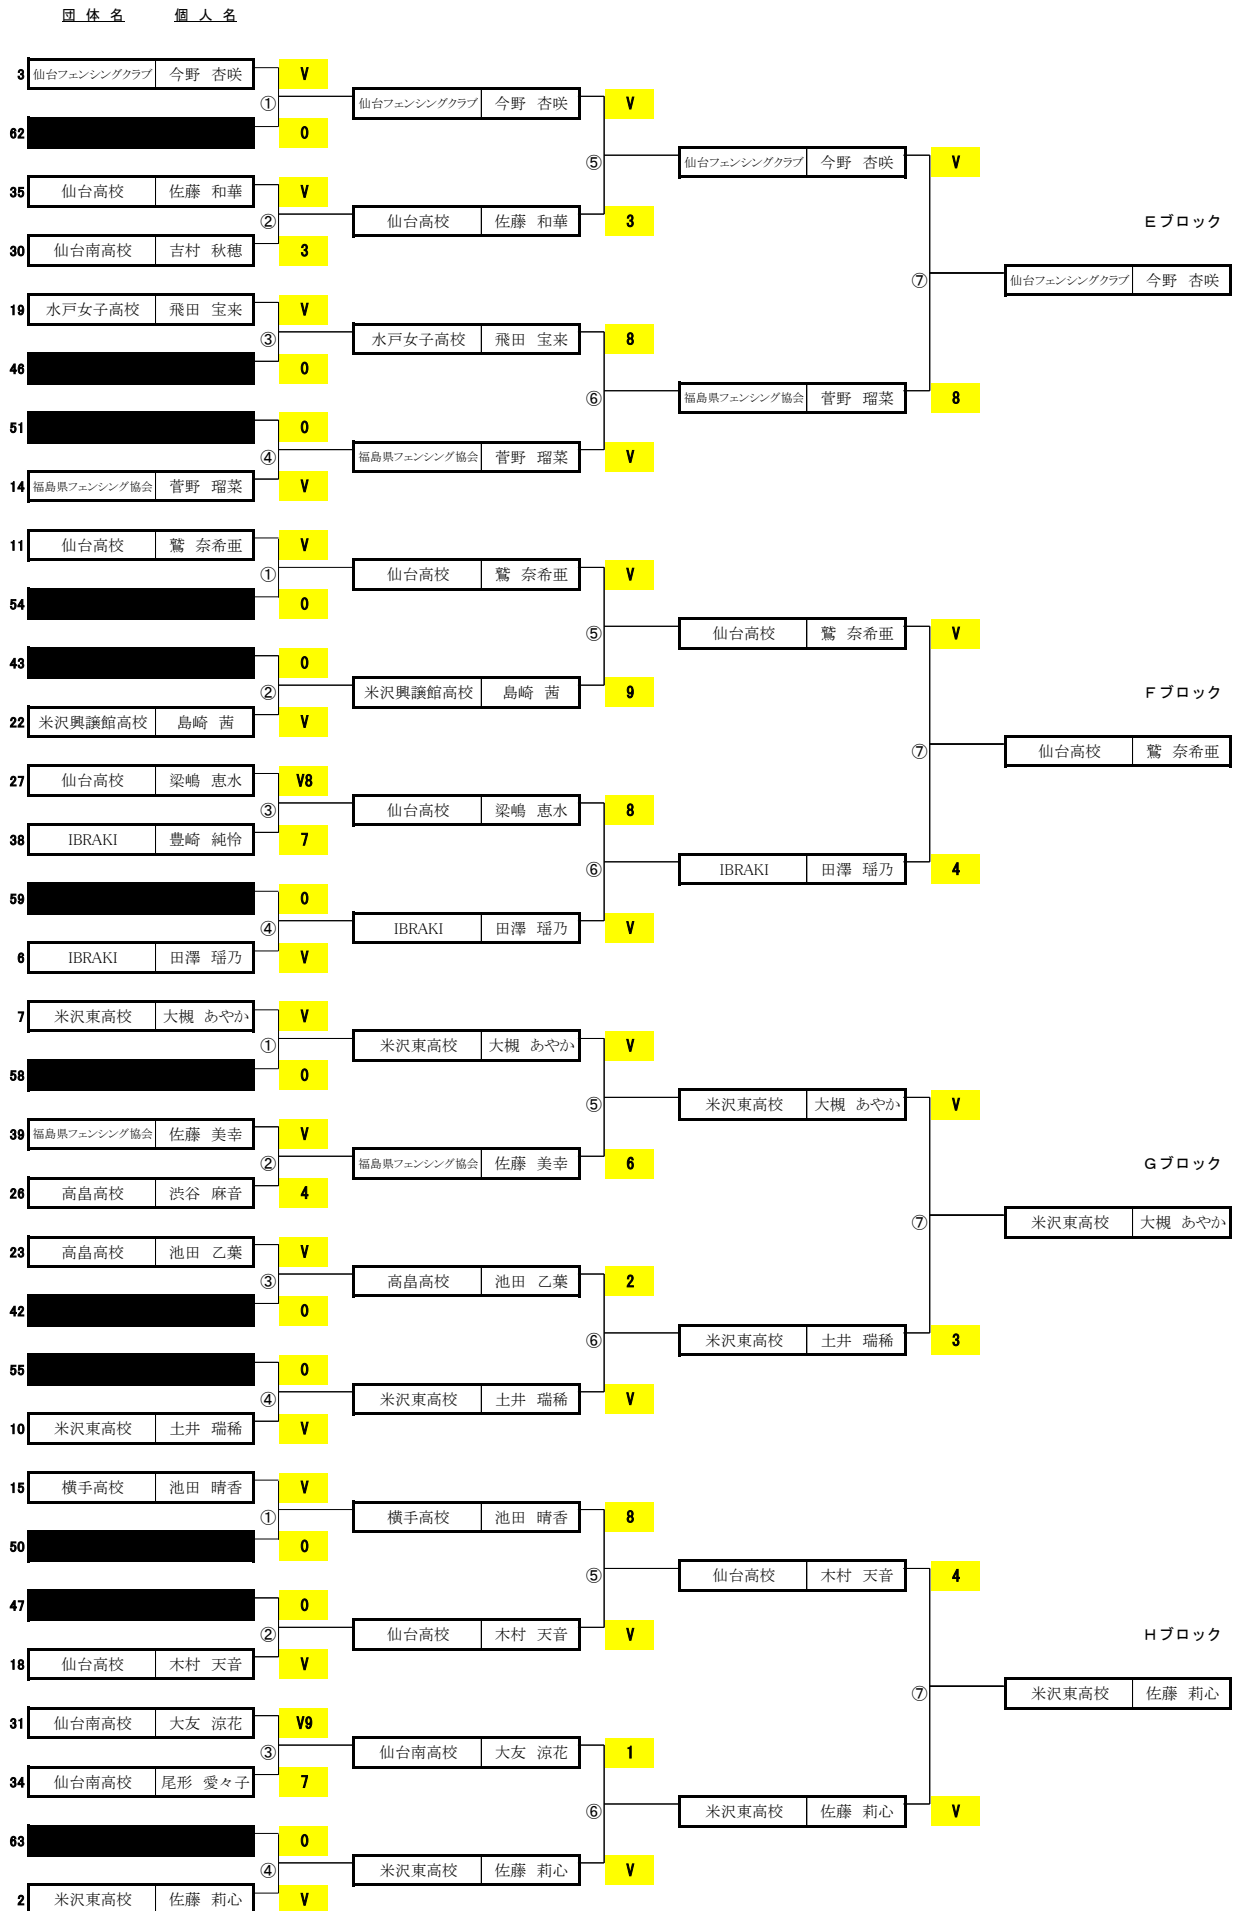 団 体 名 個 人 名
3 仙台フェンシングクラブ 今野 杏咲 V
①
仙台フェンシングクラブ 今野 杏咲 V
62 0
⑤
仙台フェンシングクラブ 今野 杏咲 V
35 仙台高校 佐藤 和華 V
②
仙台高校 佐藤 和華 3
Eブロック
30 仙台南高校 吉村 秋穂 3
⑦
仙台フェンシングクラブ 今野 杏咲
19 水戸女子高校 飛田 宝来 V
③
水戸女子高校 飛田 宝来 8
46 0
⑥
福島県フェンシング協会 菅野 瑠菜 8
51 0
④
福島県フェンシング協会 菅野 瑠菜 V
14 福島県フェンシング協会 菅野 瑠菜 V
11 仙台高校 鷲 奈希亜 V
①
仙台高校 鷲 奈希亜 V
54 0
⑤
仙台高校 鷲 奈希亜 V
43 0
②
米沢興譲館高校 島崎 茜 9
Fブロック
22 米沢興譲館高校 島崎 茜 V
⑦
仙台高校 鷲 奈希亜
27 仙台高校 梁嶋 恵水 V8
③
仙台高校 梁嶋 恵水 8
38 IBRAKI 豊崎 純怜 7
⑥
IBRAKI 田澤 瑶乃 4
59 0
④
IBRAKI 田澤 瑶乃 V
6 IBRAKI 田澤 瑶乃 V
7 米沢東高校 大槻 あやか V
①
米沢東高校 大槻 あやか V
58 0
⑤
米沢東高校 大槻 あやか V
39 福島県フェンシング協会 佐藤 美幸 V
②
福島県フェンシング協会 佐藤 美幸 6
Gブロック
26 高畠高校 渋谷 麻音 4
⑦
米沢東高校 大槻 あやか
23 高畠高校 池田 乙葉 V
③
高畠高校 池田 乙葉 2
42 0
⑥
米沢東高校 土井 瑞稀 3
55 0
④
米沢東高校 土井 瑞稀 V
10 米沢東高校 土井 瑞稀 V
15 横手高校 池田 晴香 V
①
横手高校 池田 晴香 8
50 0
⑤
仙台高校 木村 天音 4
47 0
②
仙台高校 木村 天音 V
Hブロック
18 仙台高校 木村 天音 V
⑦
米沢東高校 佐藤 莉心
31 仙台南高校 大友 涼花 V9
③
仙台南高校 大友 涼花 1
34 仙台南高校 尾形 愛々子 7
⑥
米沢東高校 佐藤 莉心 V
63 0
④
米沢東高校 佐藤 莉心 V
2 米沢東高校 佐藤 莉心 V